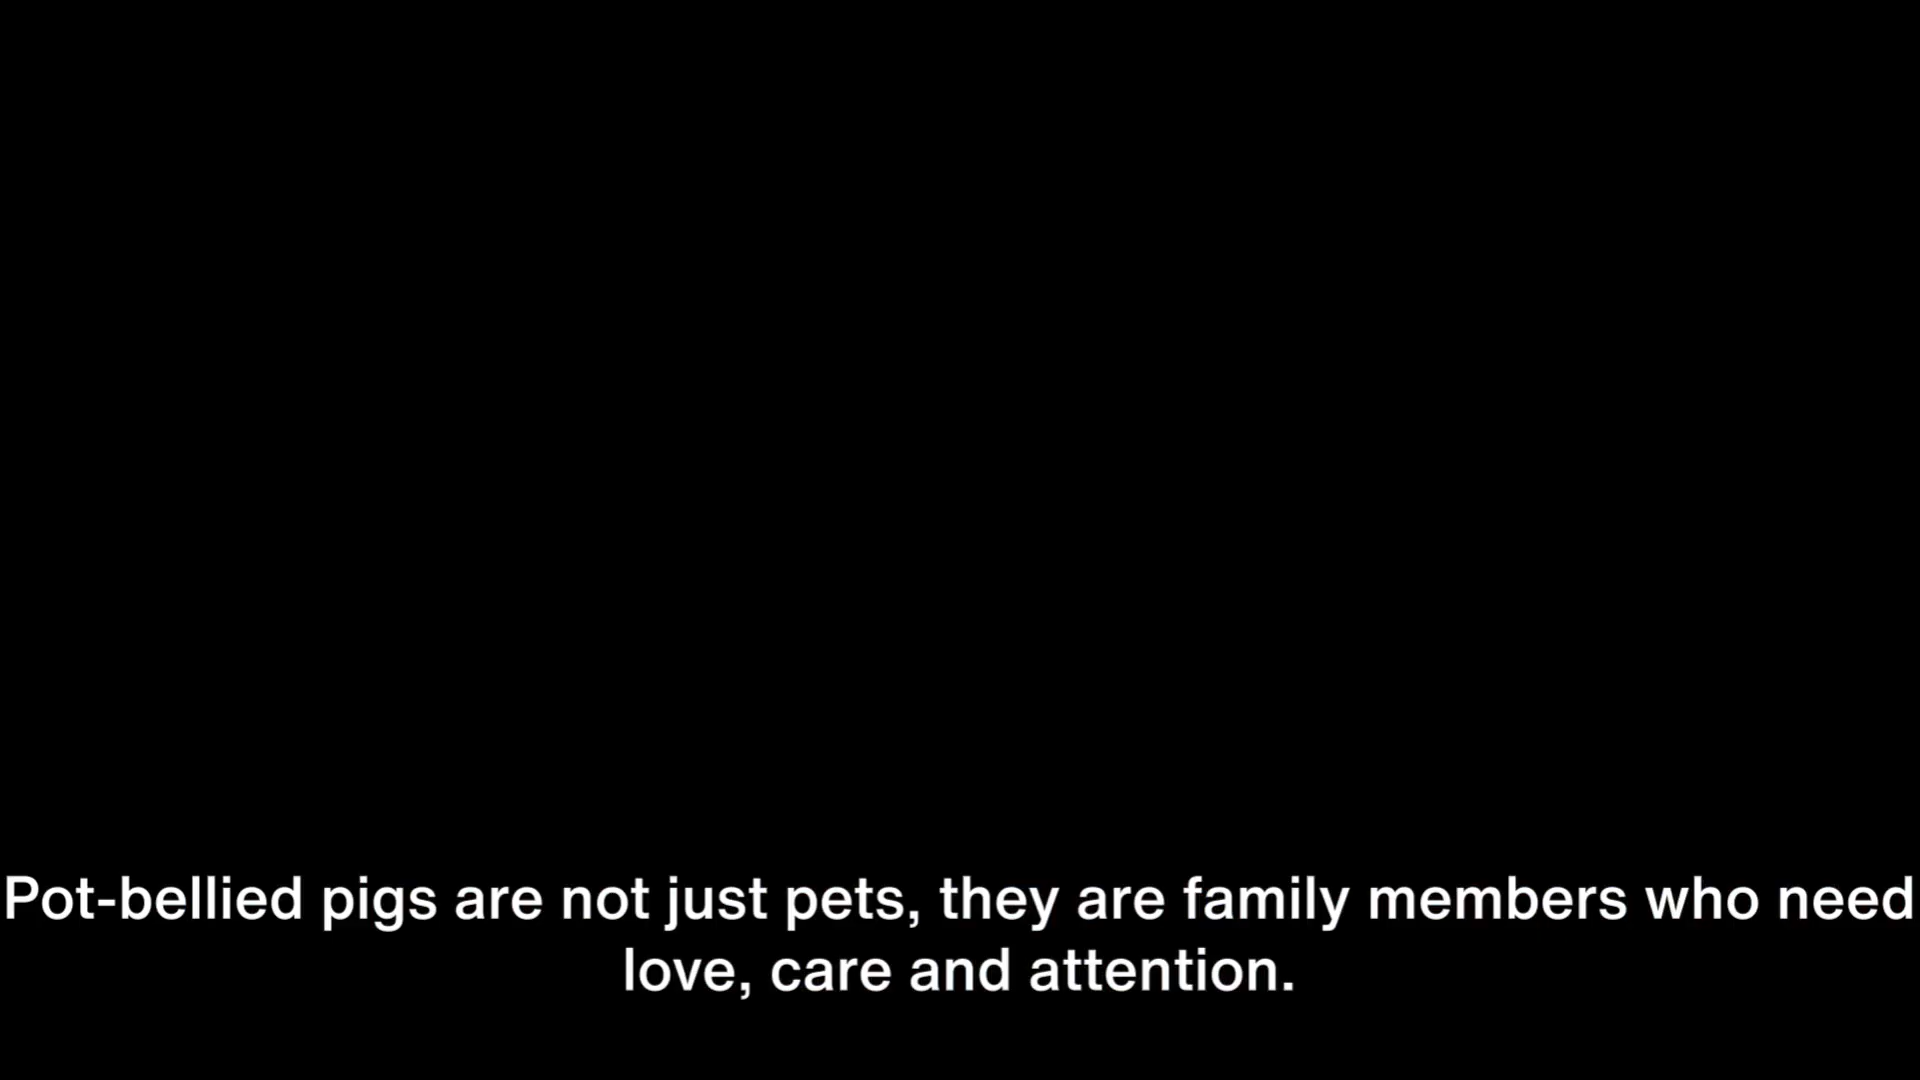 Pot-bellied pigs are not just pets, they are family members who need
love, care and attention.